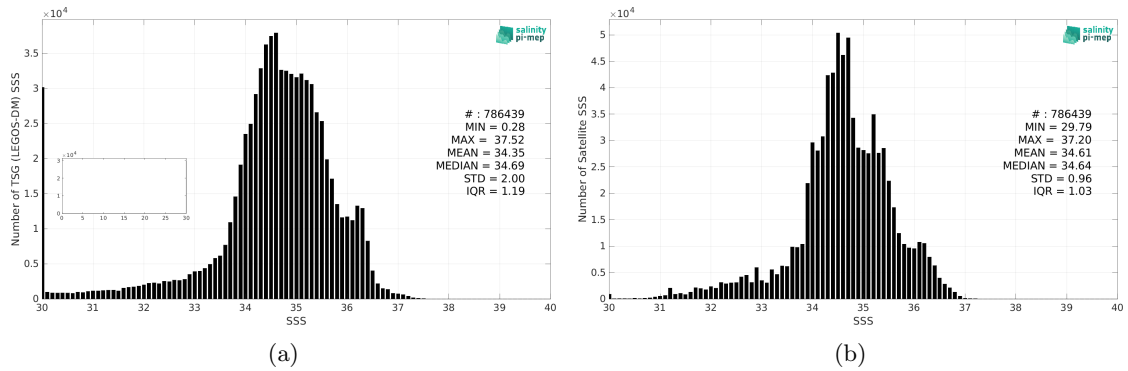 ×10⁴
3.5
3
2.5
2
1.5
1
0.5
0
Number of TSG (LEGOS-DM) SSS
salinity
pi-mep
# : 786439
MIN = 0.28
MAX = 37.52
MEAN = 34.35
MEDIAN = 34.69
STD = 2.00
IQR = 1.19
×10⁴
3
2
1
0
0 5 10 15 20 25 30
30 31 32 33 34 35 36 37 38 39 40
SSS
(a)
×10⁴
5
4.5
4
3.5
3
2.5
2
1.5
1
0.5
0
Number of Satellite SSS
salinity
pi-mep
# : 786439
MIN = 29.79
MAX = 37.20
MEAN = 34.61
MEDIAN = 34.64
STD = 0.96
IQR = 1.03
30 31 32 33 34 35 36 37 38 39 40
SSS
(b)